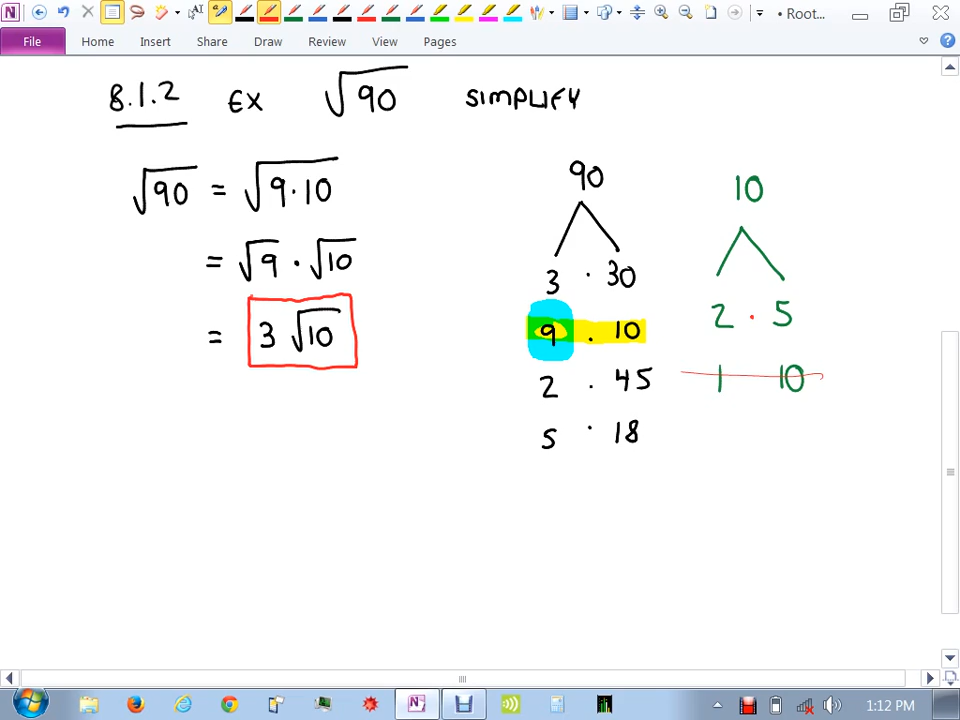 Root...
File Home Insert Share Draw Review View Pages
8.1.2 EX √90 SIMPLIFY
√90 = √9·10
= √9 · √10
= 3 √10
90
3 · 30
9 . 10
2 · 45
5 · 18
10
2 · 5
1 10
1:12 PM